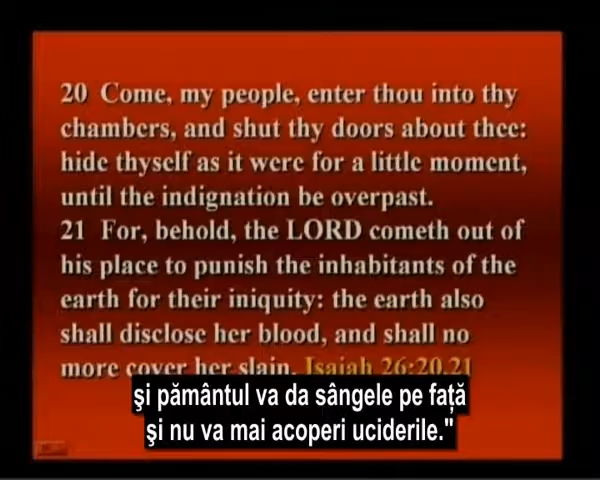 20 Come, my people, enter thou into thy
chambers, and shut thy doors about thee:
hide thyself as it were for a little moment,
until the indignation be overpast.
21 For, behold, the LORD cometh out of
his place to punish the inhabitants of the
earth for their iniquity: the earth also
shall disclose her blood, and shall no
more cover her slain. Isaiah 26:20,21
şi pământul va da sângele pe faţă
şi nu va mai acoperi uciderile."